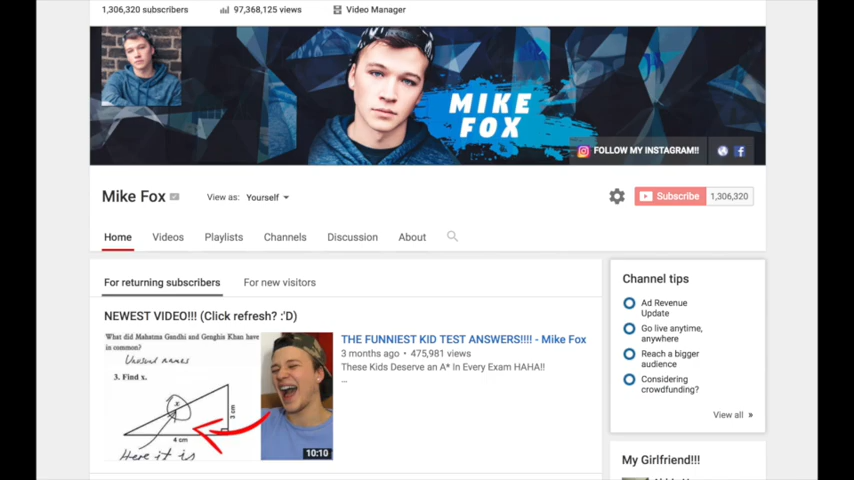 1,306,320 subscribers
97,368,125 views
Video Manager
MIKE
FOX
FOLLOW MY INSTAGRAM!!
Mike Fox
View as: Yourself
Subscribe 1,306,320
Home Videos Playlists Channels Discussion About
For returning subscribers
For new visitors
NEWEST VIDEO!!! (Click refresh? :'D)
What did Mahatma Gandhi and Genghis Khan have
in common?
Unusual names
3. Find x.
x
3 cm
4 cm
Here it is
10:10
THE FUNNIEST KID TEST ANSWERS!!!! - Mike Fox
3 months ago • 475,981 views
These Kids Deserve an A* In Every Exam HAHA!!
...
Channel tips
Ad Revenue
Update
Go live anytime,
anywhere
Reach a bigger
audience
Considering
crowdfunding?
View all »
My Girlfriend!!!